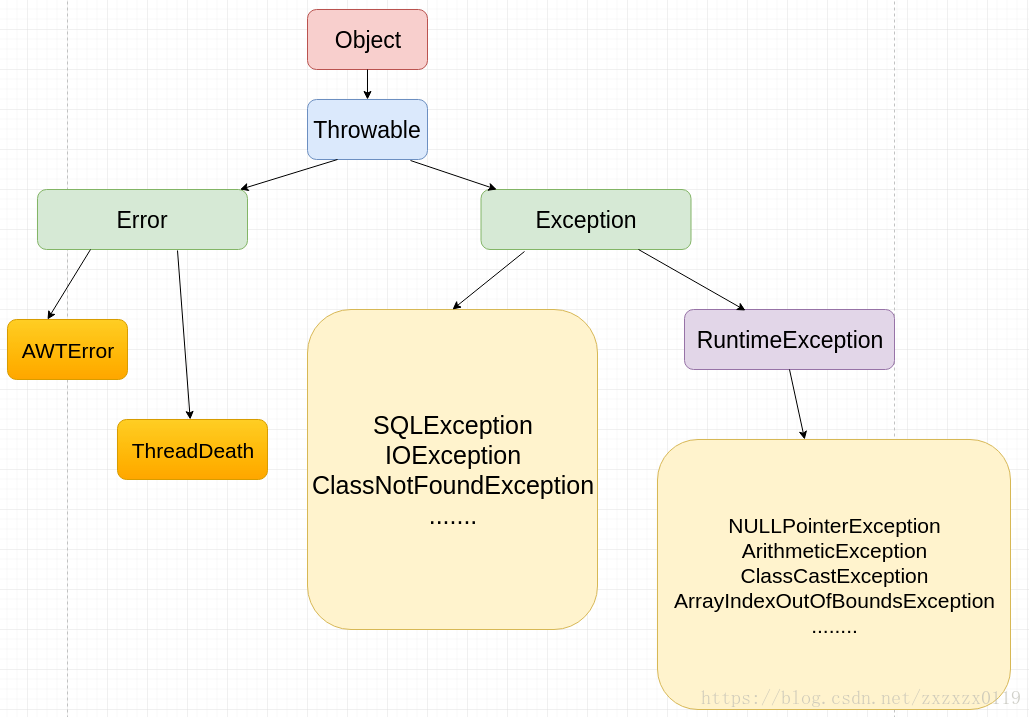 Object
Throwable
Error
Exception
AWTError
ThreadDeath
SQLException
IOException
ClassNotFoundException
.......
RuntimeException
NULLPointerException
ArithmeticException
ClassCastException
ArrayIndexOutOfBoundsException
........
https://blog.csdn.net/zxzxzx0119